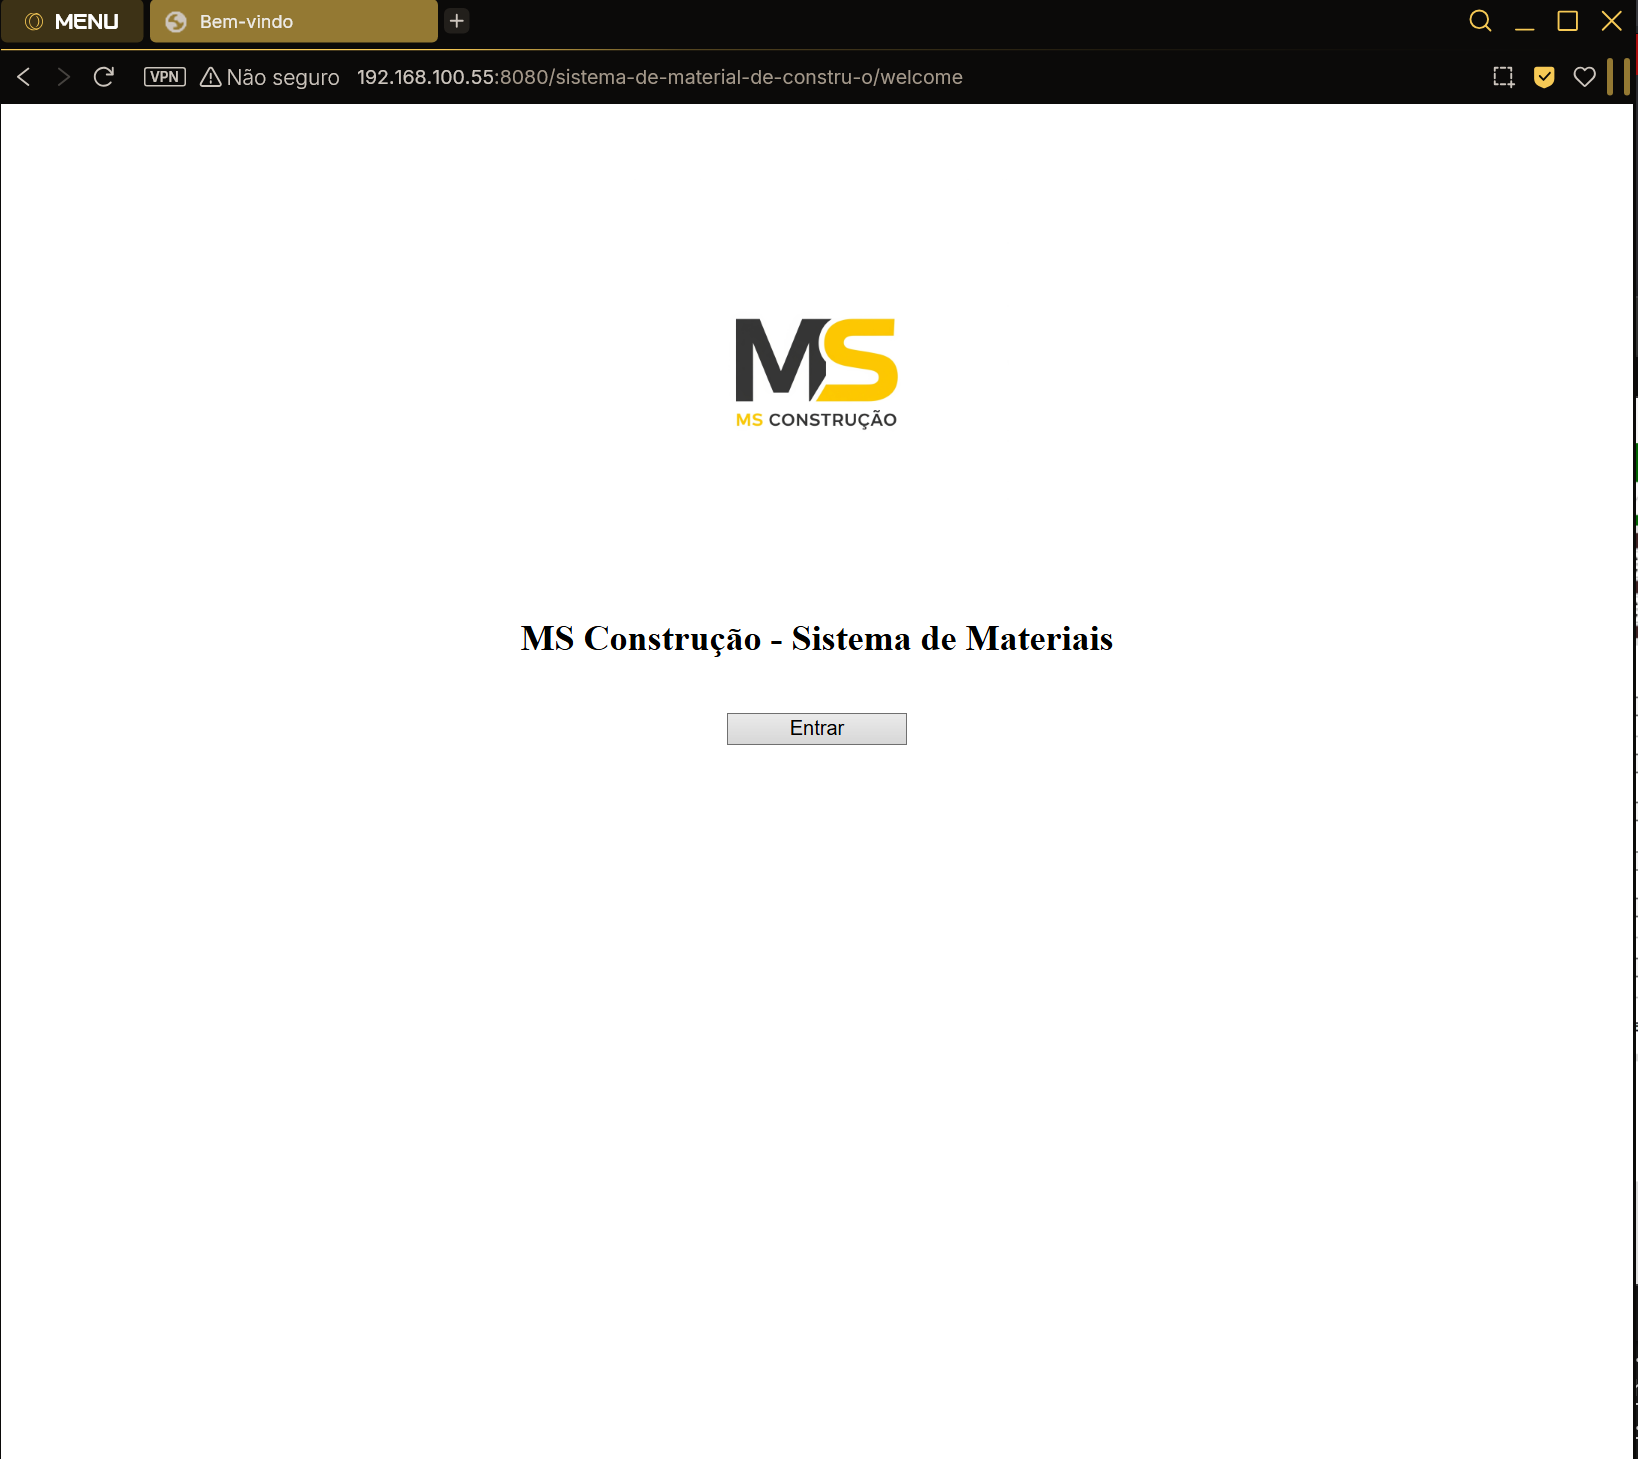 MENU
Bem-vindo
VPN
Não seguro
192.168.100.55:8080/sistema-de-material-de-constru-o/welcome
MS
MS CONSTRUÇÃO
MS Construção - Sistema de Materiais
Entrar